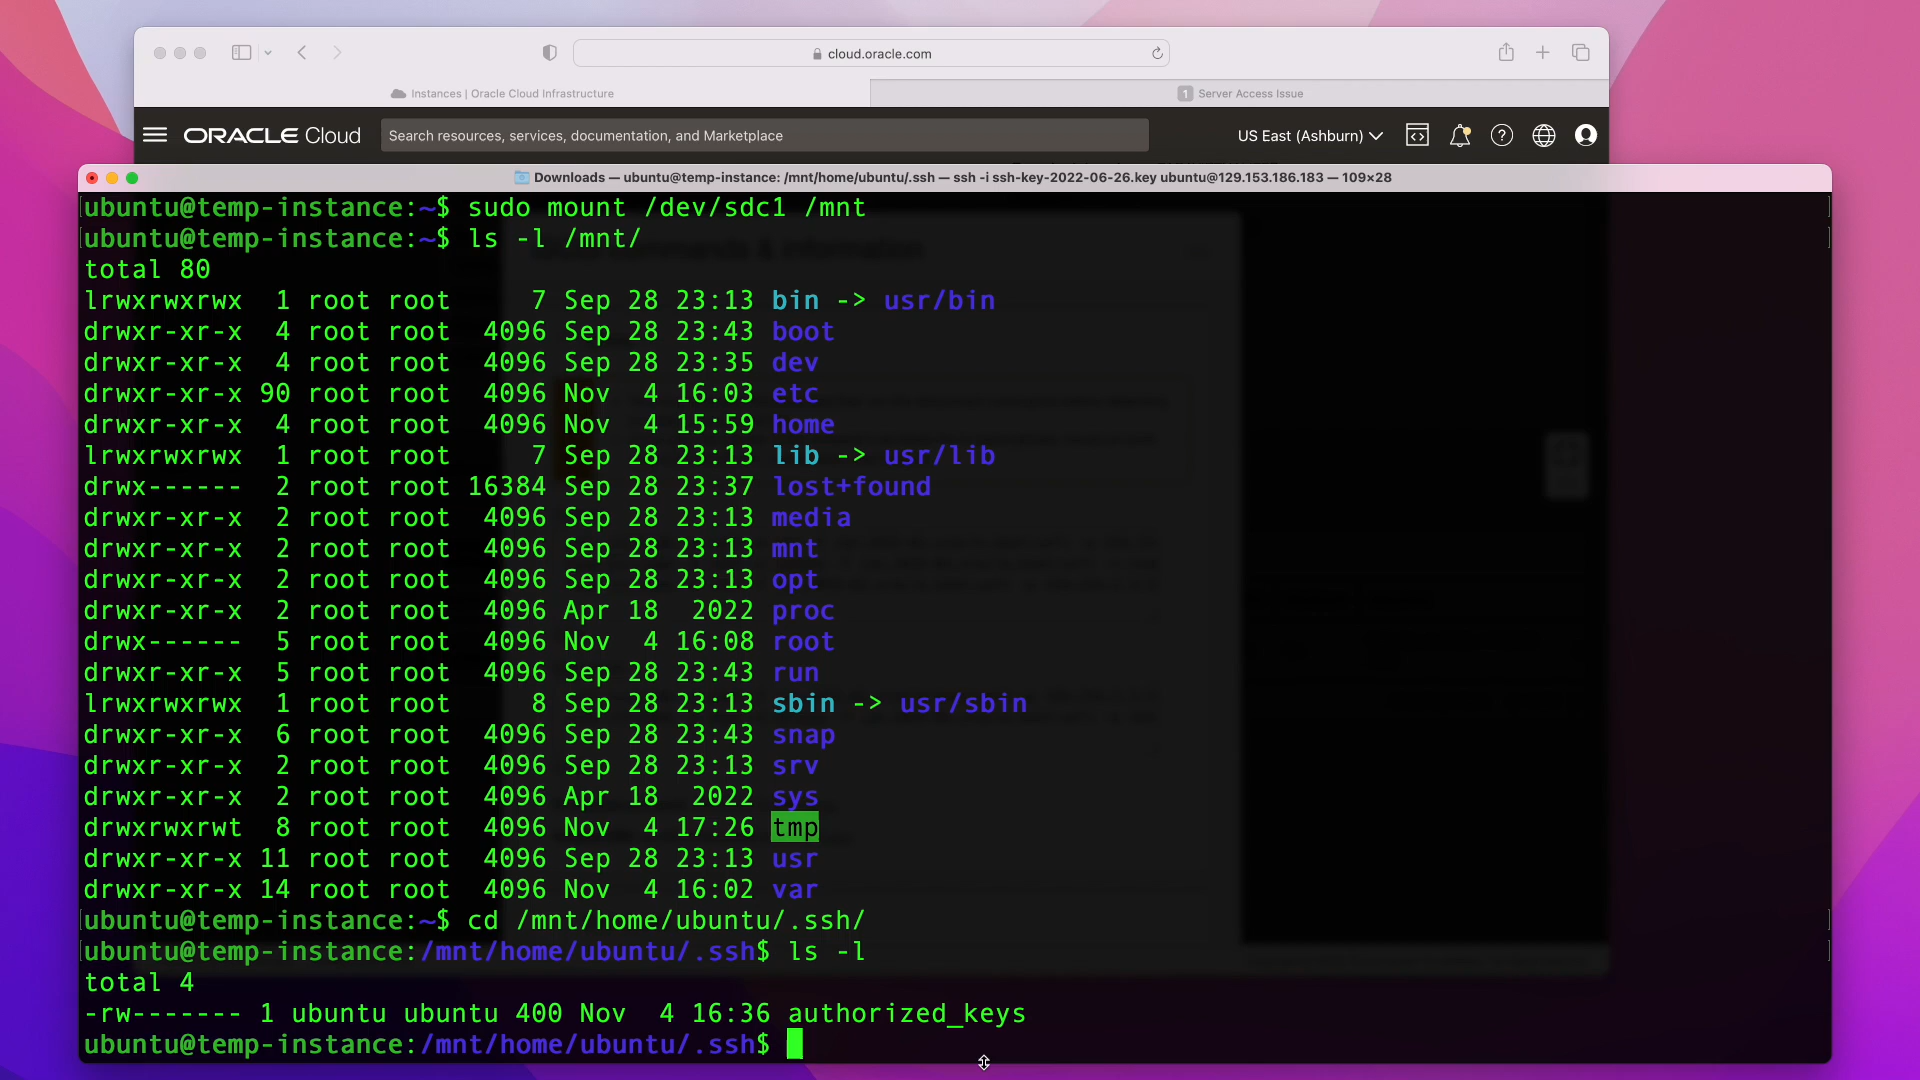 cloud.oracle.com
Instances | Oracle Cloud Infrastructure
1 Server Access Issue
ORACLE Cloud
Search resources, services, documentation, and Marketplace
US East (Ashburn)
Downloads — ubuntu@temp-instance: /mnt/home/ubuntu/.ssh — ssh -i ssh-key-2022-06-26.key ubuntu@129.153.186.183 — 109×28
ubuntu@temp-instance:~$ sudo mount /dev/sdc1 /mnt
ubuntu@temp-instance:~$ ls -l /mnt/
total 80
lrwxrwxrwx  1 root root     7 Sep 28 23:13 bin -> usr/bin
drwxr-xr-x  4 root root  4096 Sep 28 23:43 boot
drwxr-xr-x  4 root root  4096 Sep 28 23:35 dev
drwxr-xr-x 90 root root  4096 Nov  4 16:03 etc
drwxr-xr-x  4 root root  4096 Nov  4 15:59 home
lrwxrwxrwx  1 root root     7 Sep 28 23:13 lib -> usr/lib
drwx------  2 root root 16384 Sep 28 23:37 lost+found
drwxr-xr-x  2 root root  4096 Sep 28 23:13 media
drwxr-xr-x  2 root root  4096 Sep 28 23:13 mnt
drwxr-xr-x  2 root root  4096 Sep 28 23:13 opt
drwxr-xr-x  2 root root  4096 Apr 18  2022 proc
drwx------  5 root root  4096 Nov  4 16:08 root
drwxr-xr-x  5 root root  4096 Sep 28 23:43 run
lrwxrwxrwx  1 root root     8 Sep 28 23:13 sbin -> usr/sbin
drwxr-xr-x  6 root root  4096 Sep 28 23:43 snap
drwxr-xr-x  2 root root  4096 Sep 28 23:13 srv
drwxr-xr-x  2 root root  4096 Apr 18  2022 sys
drwxrwxrwt  8 root root  4096 Nov  4 17:26 tmp
drwxr-xr-x 11 root root  4096 Sep 28 23:13 usr
drwxr-xr-x 14 root root  4096 Nov  4 16:02 var
ubuntu@temp-instance:~$ cd /mnt/home/ubuntu/.ssh/
ubuntu@temp-instance:/mnt/home/ubuntu/.ssh$ ls -l
total 4
-rw------- 1 ubuntu ubuntu 400 Nov  4 16:36 authorized_keys
ubuntu@temp-instance:/mnt/home/ubuntu/.ssh$